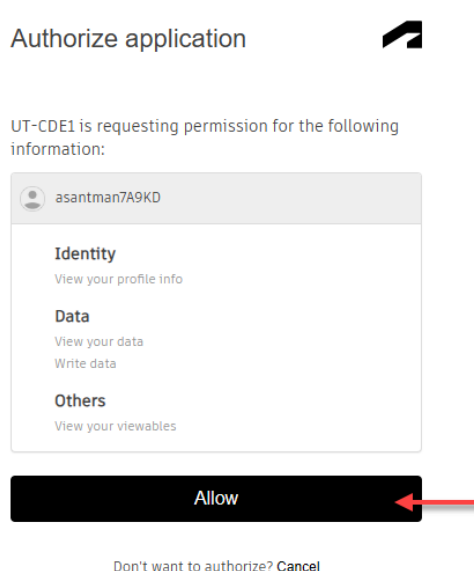 Authorize application
UT-CDE1 is requesting permission for the following
information:
asantman7A9KD
Identity
View your profile info
Data
View your data
Write data
Others
View your viewables
Allow
Don't want to authorize? Cancel